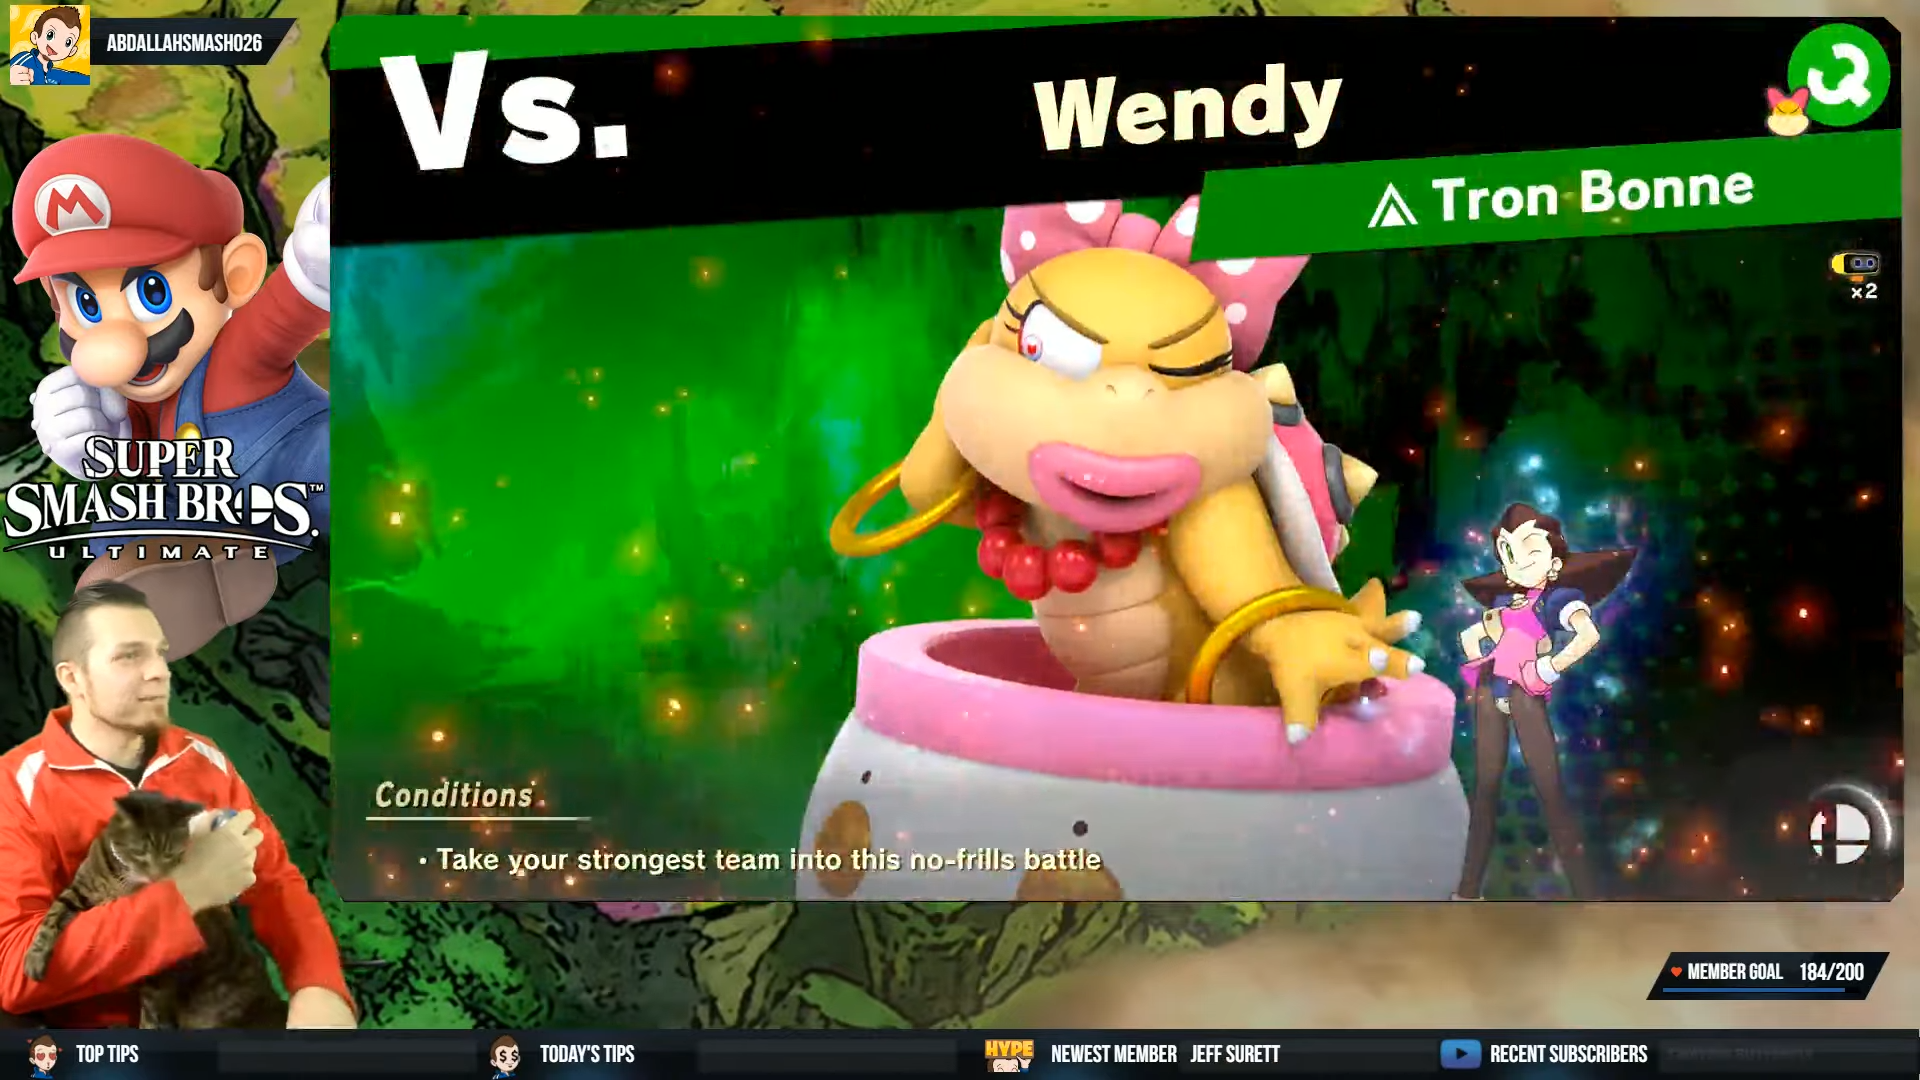 ABDALLAHSMASH026
Vs.
Wendy
Tron Bonne
x2
M
SUPER
SMASH BROS.™
ULTIMATE
Conditions
• Take your strongest team into this no-frills battle
MEMBER GOAL 184/200
TOP TIPS
$ $
TODAY'S TIPS
HYPE
NEWEST MEMBER JEFF SURETT
RECENT SUBSCRIBERS